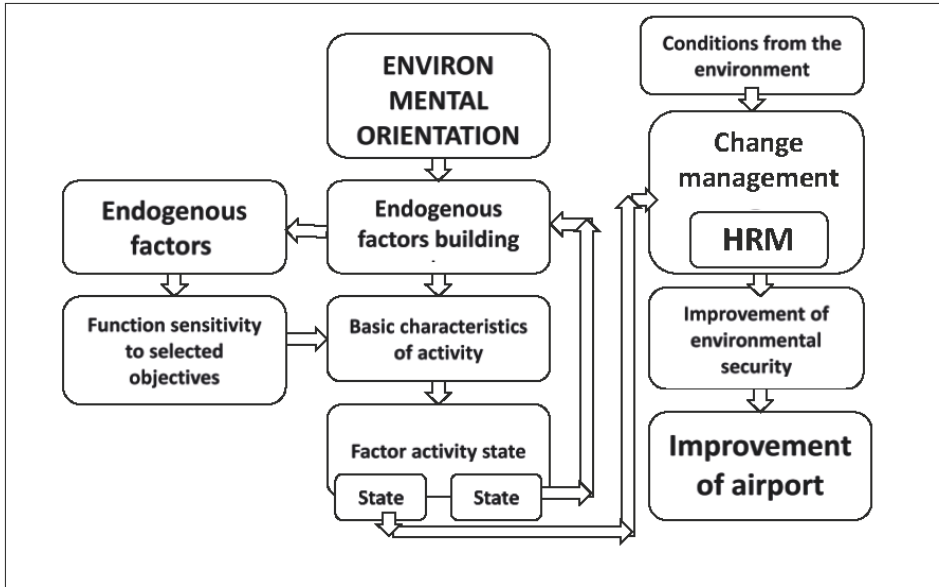 ENVIRON
MENTAL
ORIENTATION
Endogenous
factors
Endogenous
factors building
Function sensitivity
to selected
objectives
Basic characteristics
of activity
Factor activity state
State
State
Conditions from the
environment
Change
management
HRM
Improvement of
environmental
security
Improvement
of airport